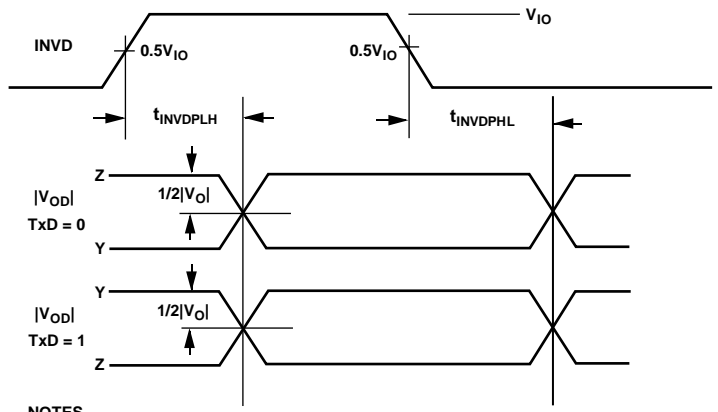 V_IO
INVD
0.5V_IO
0.5V_IO
t_INVDPLH
t_INVDPHL
Z
|V_OD|
TxD = 0
1/2|V_O|
Y
Y
|V_OD|
TxD = 1
1/2|V_O|
Z
NOTES